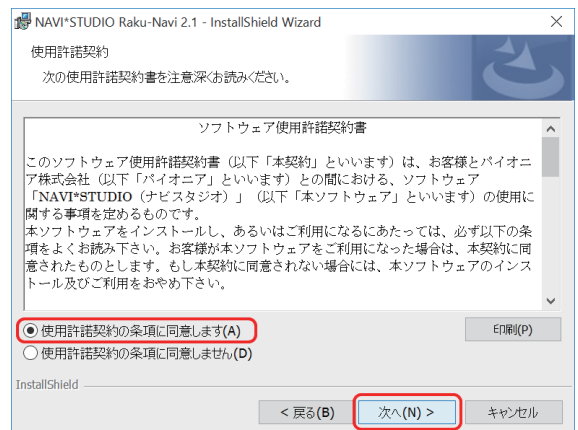 NAVI*STUDIO Raku-Navi 2.1 - InstallShield Wizard
使用許諾契約
次の使用許諾契約書を注意深くお読みください。
ソフトウェア使用許諾契約書
このソフトウェア使用許諾契約書（以下「本契約」といいます）は、お客様とパイオニ
ア株式会社（以下「パイオニア」といいます）との間における、ソフトウェア
「NAVI*STUDIO（ナビスタジオ）」（以下「本ソフトウェア」といいます）の使用に
関する事項を定めるものです。
本ソフトウェアをインストールし、あるいはご利用になるにあたっては、必ず以下の条
項をよくお読み下さい。お客様が本ソフトウェアをご利用になった場合は、本契約に同
意されたものとします。もし本契約に同意されない場合には、本ソフトウェアのインス
トール及びご利用をおやめ下さい。
使用許諾契約の条項に同意します(A)
印刷(P)
使用許諾契約の条項に同意しません(D)
InstallShield
< 戻る(B)
次へ(N) >
キャンセル